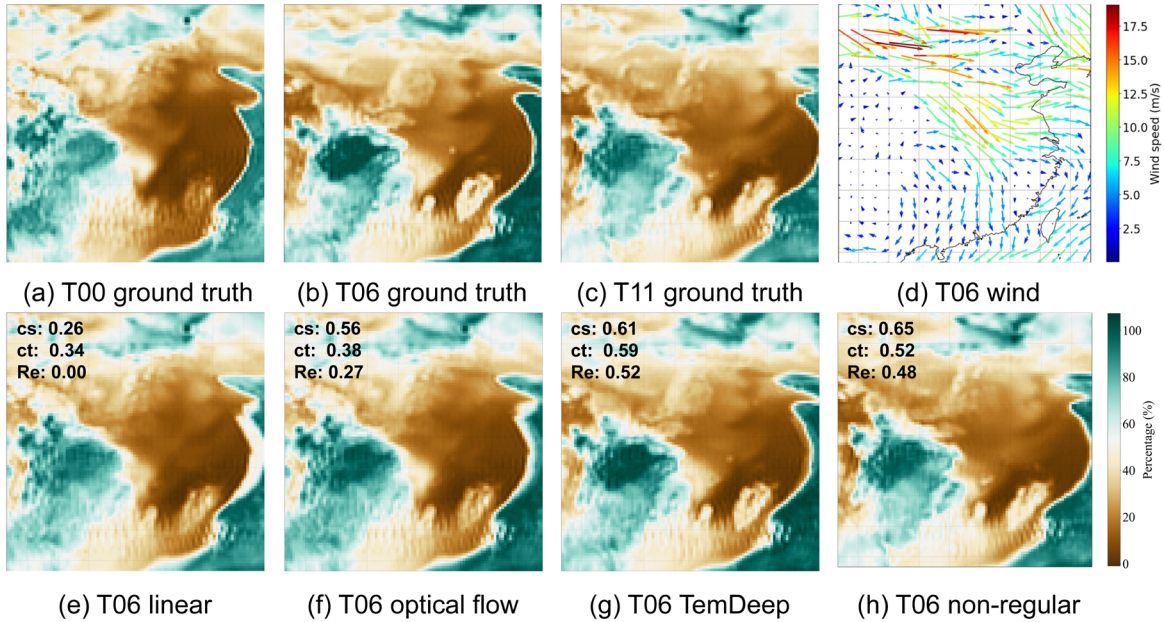 17.5
15.0
12.5
10.0
7.5
5.0
2.5
Wind speed (m/s)
(a) T00 ground truth
(b) T06 ground truth
(c) T11 ground truth
(d) T06 wind
cs: 0.26
ct: 0.34
Re: 0.00
cs: 0.56
ct: 0.38
Re: 0.27
cs: 0.61
ct: 0.59
Re: 0.52
cs: 0.65
ct: 0.52
Re: 0.48
100
80
60
40
20
0
Percentage (%)
(e) T06 linear
(f) T06 optical flow
(g) T06 TemDeep
(h) T06 non-regular